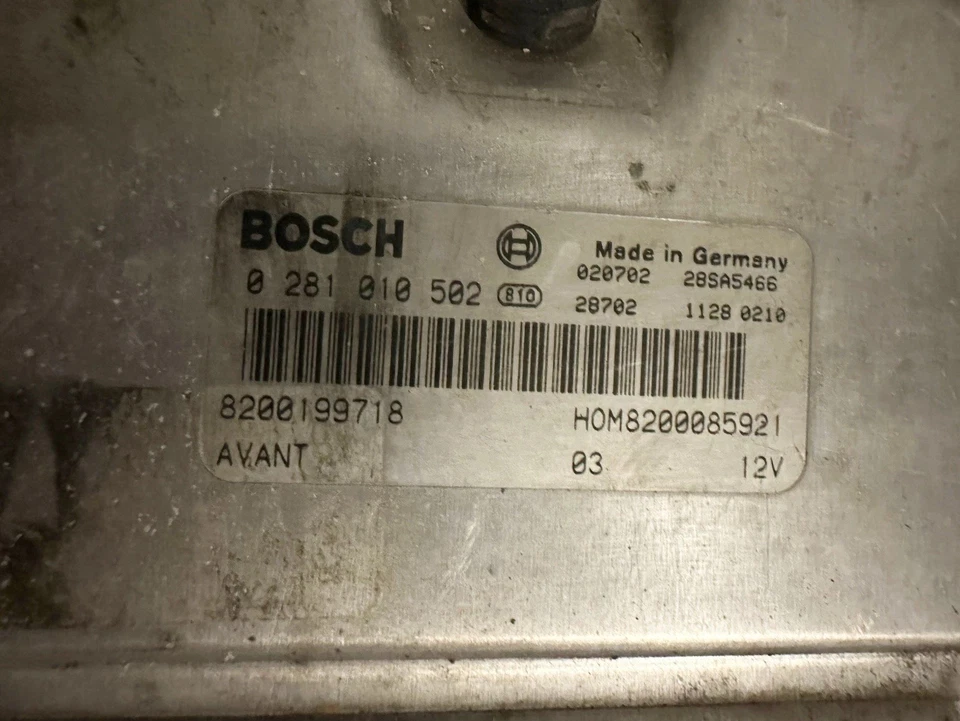 BOSCH
Made in Germany
0 281 010 502 810 020702 28SA5466
28702 1128 0210
8200199718 HOM8200085921
AVANT 03 12V